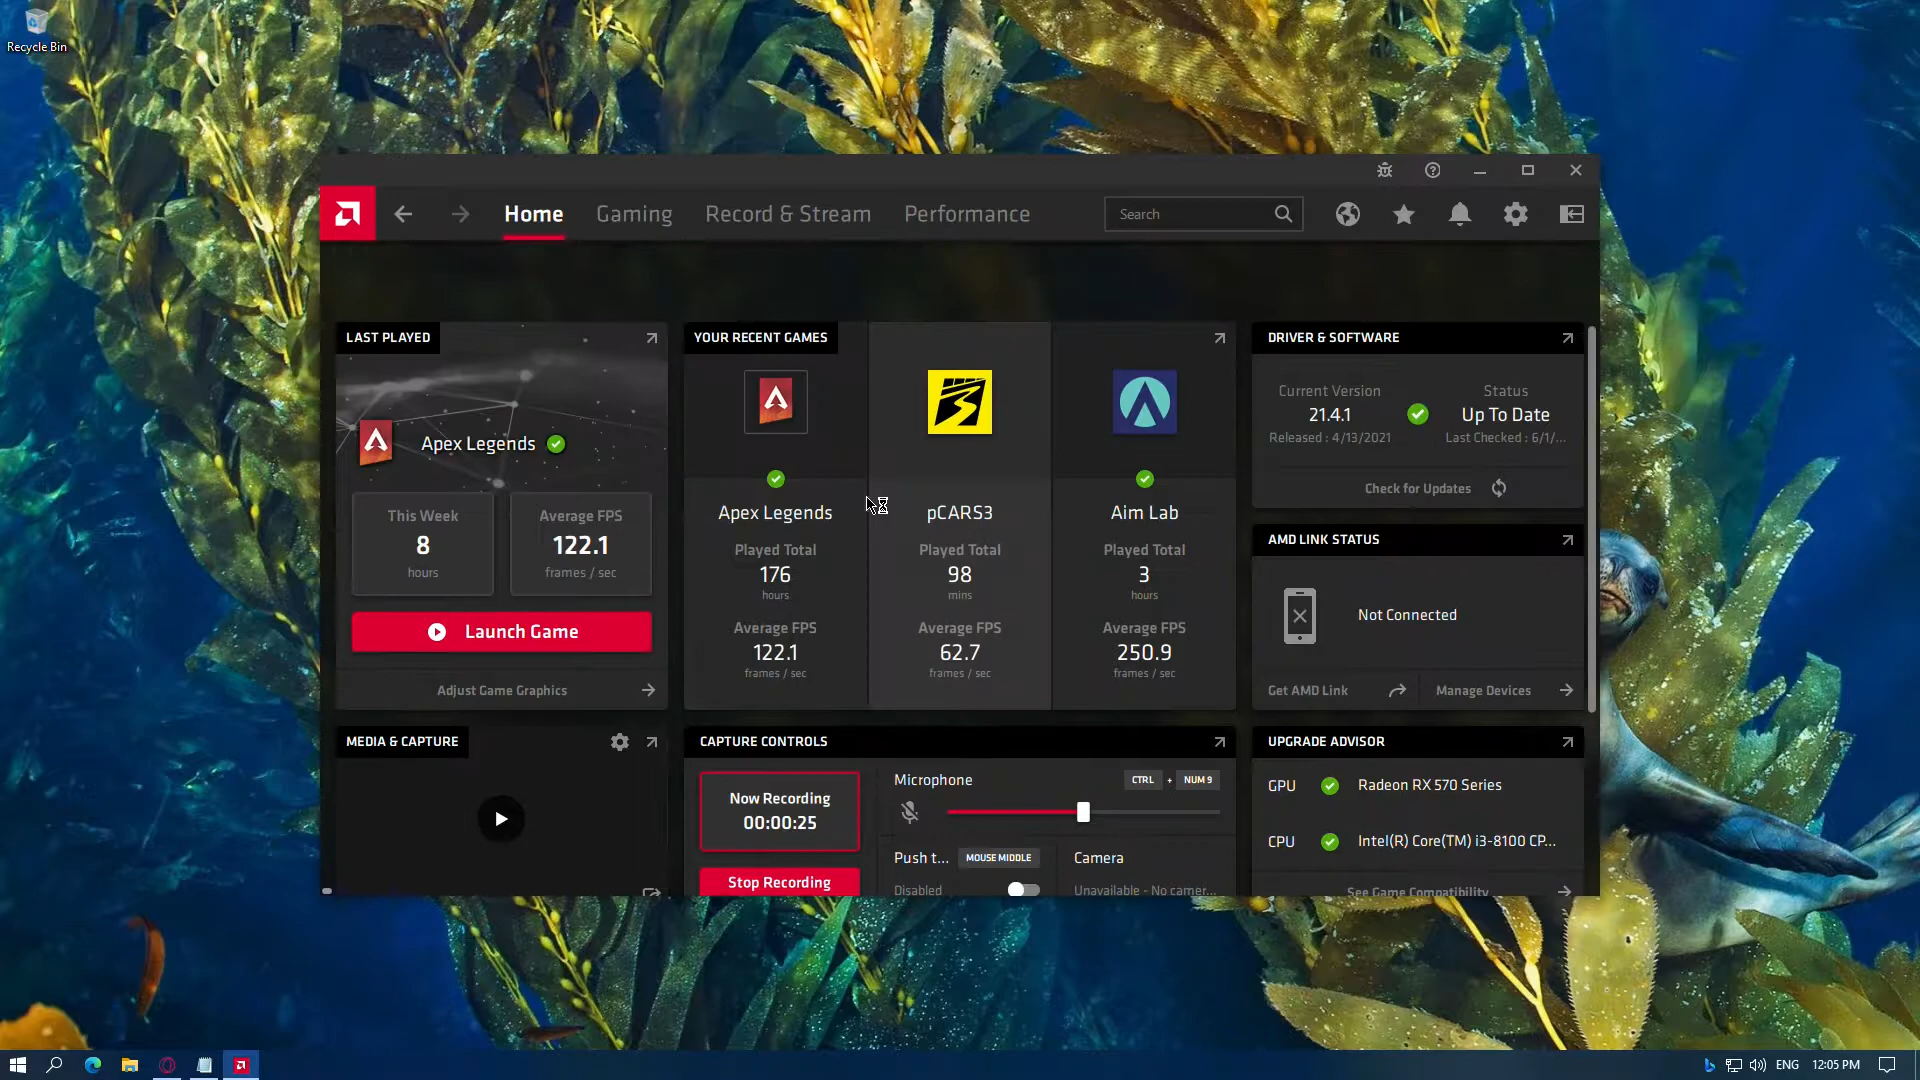 Recycle Bin
Home
Gaming
Record & Stream
Performance
Search
LAST PLAYED
Apex Legends
This Week
8
hours
Average FPS
122.1
frames / sec
Launch Game
Adjust Game Graphics
YOUR RECENT GAMES
Apex Legends
Played Total
176
hours
Average FPS
122.1
frames / sec
pCARS3
Played Total
98
mins
Average FPS
62.7
frames / sec
Aim Lab
Played Total
3
hours
Average FPS
250.9
frames / sec
DRIVER & SOFTWARE
Current Version
21.4.1
Released : 4/13/2021
Status
Up To Date
Last Checked : 6/1/...
Check for Updates
AMD LINK STATUS
Not Connected
Get AMD Link
Manage Devices
MEDIA & CAPTURE
CAPTURE CONTROLS
Now Recording
00:00:25
Stop Recording
Microphone
CTRL + NUM 9
Push t... MOUSE MIDDLE
Disabled
Camera
Unavailable - No camer...
UPGRADE ADVISOR
GPU Radeon RX 570 Series
CPU Intel(R) Core(TM) i3-8100 CP...
See Game Compatibility
ENG 12:05 PM